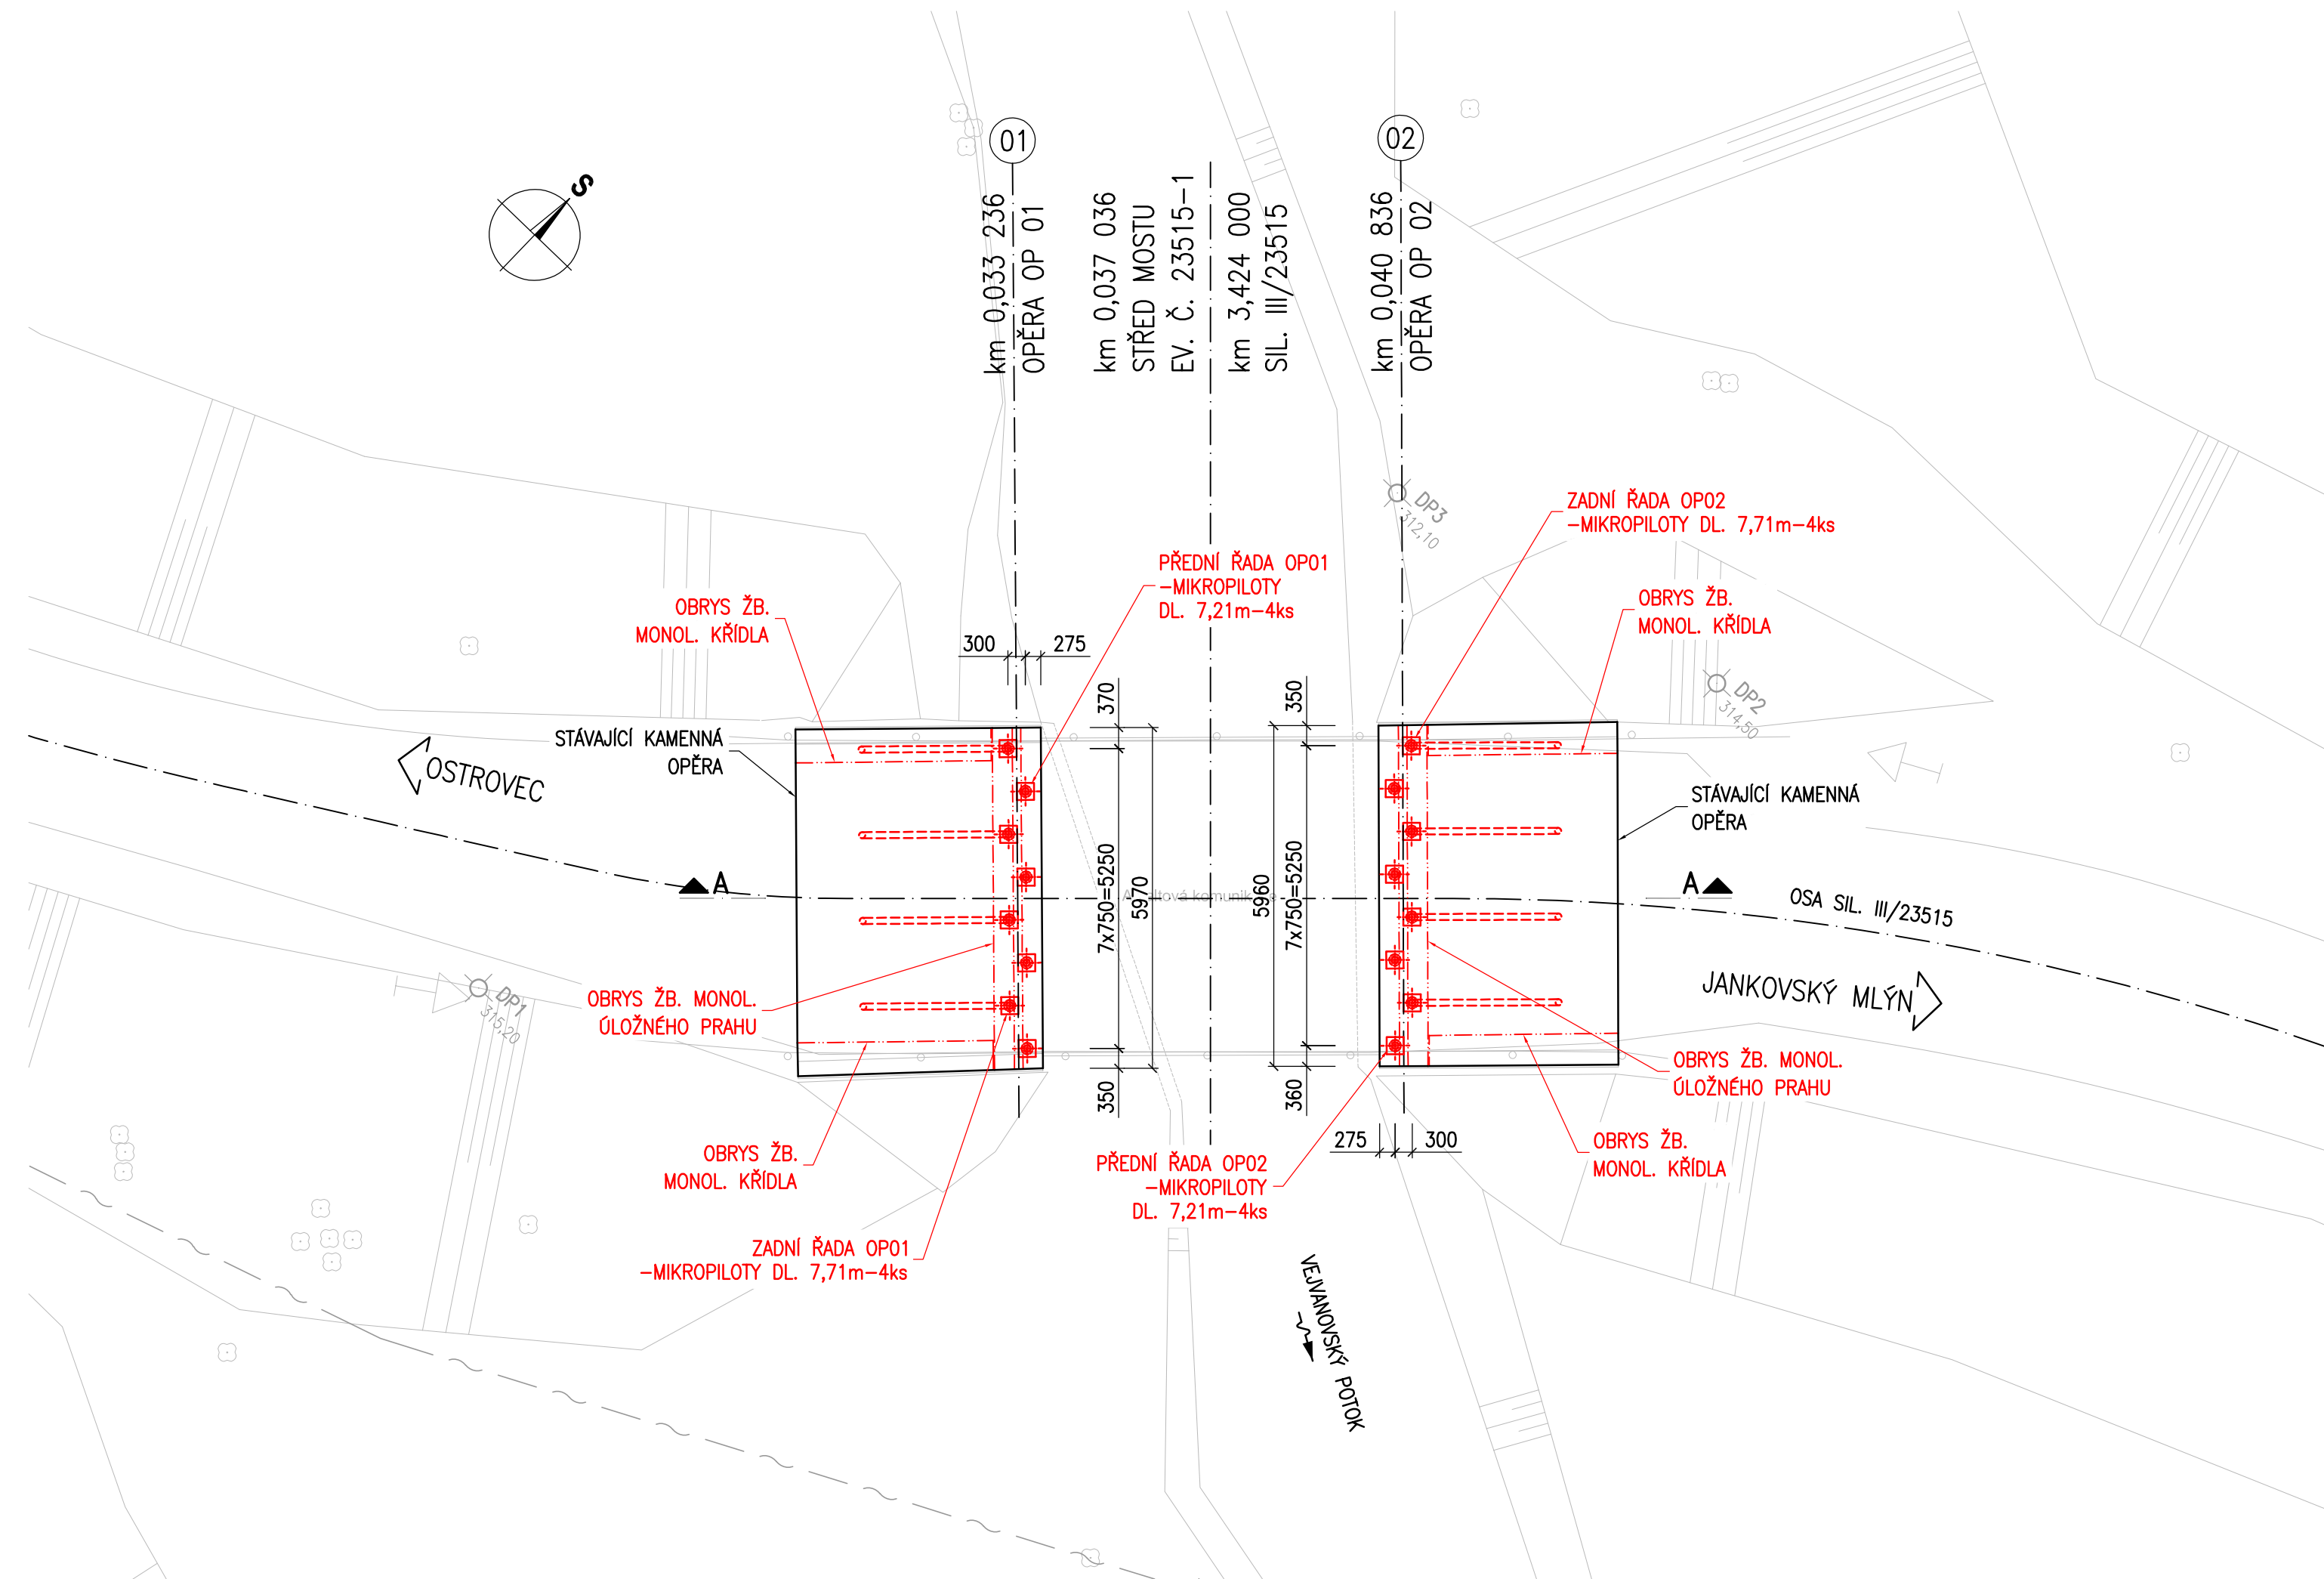 S
01
km 0,033 236
OPĚRA OP 01
km 0,037 036
STŘED MOSTU
EV. Č. 23515-1
km 3,424 000
SIL. III/23515
02
km 0,040 836
OPĚRA OP 02
DP3
312,10
ZADNÍ ŘADA OP02
-MIKROPILOTY DL. 7,71m-4ks
PŘEDNÍ ŘADA OP01
-MIKROPILOTY
DL. 7,21m-4ks
OBRYS ŽB.
MONOL. KŘÍDLA
OBRYS ŽB.
MONOL. KŘÍDLA
300
275
370
350
DP2
314,50
STÁVAJÍCÍ KAMENNÁ
OPĚRA
OSTROVEC
STÁVAJÍCÍ KAMENNÁ
OPĚRA
A
7x750=5250
5970
5960
7x750=5250
A
OSA SIL. III/23515
JANKOVSKÝ MLÝN
DP1
315,20
OBRYS ŽB. MONOL.
ÚLOŽNÉHO PRAHU
OBRYS ŽB. MONOL.
ÚLOŽNÉHO PRAHU
350
360
275
300
OBRYS ŽB.
MONOL. KŘÍDLA
OBRYS ŽB.
MONOL. KŘÍDLA
PŘEDNÍ ŘADA OP02
-MIKROPILOTY
DL. 7,21m-4ks
ZADNÍ ŘADA OP01
-MIKROPILOTY DL. 7,71m-4ks
VEJVANOVSKÝ POTOK